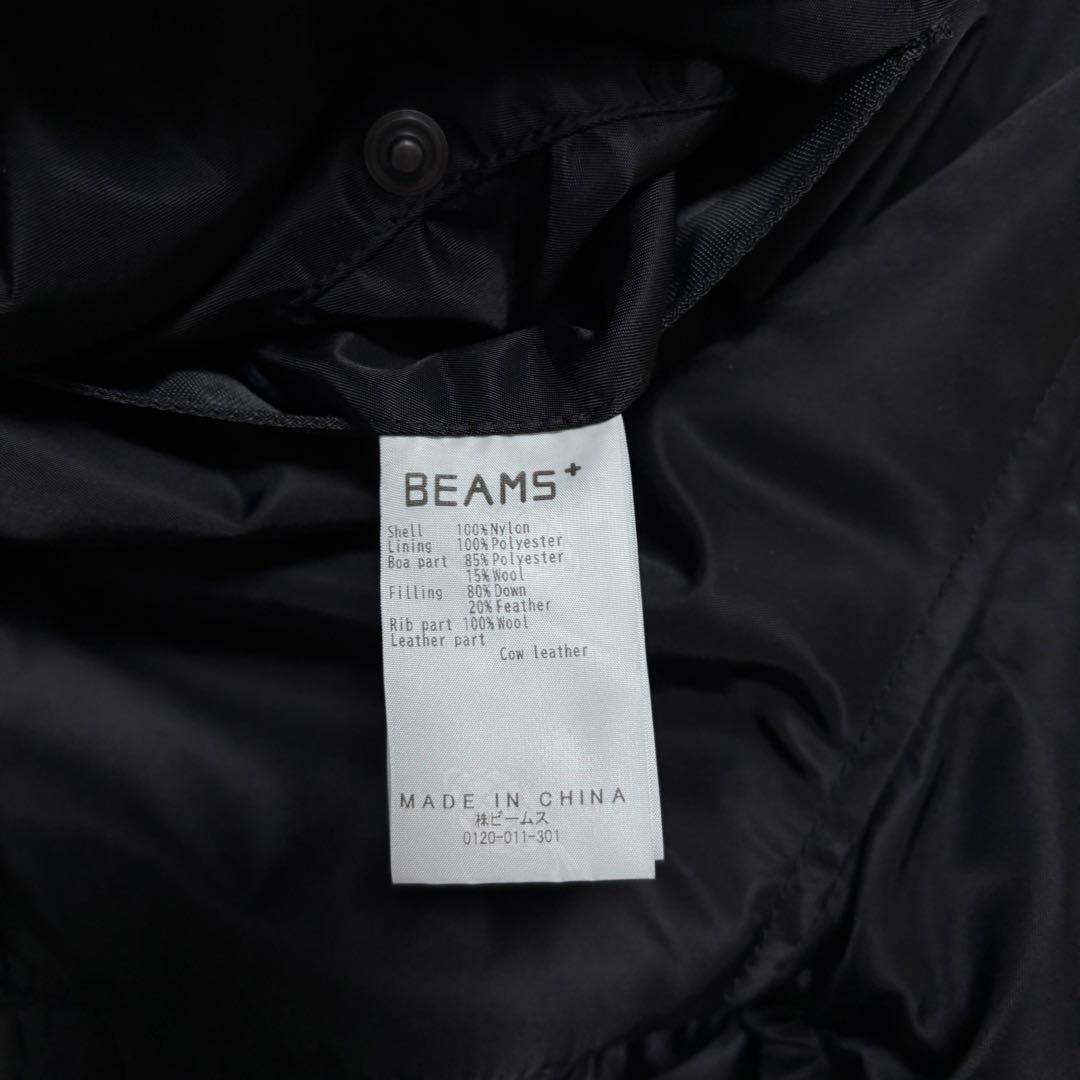 BEAMS+
Shell 100%Nylon
Lining 100%Polyester
Boa part 85%Polyester
15%Wool
Filling 80%Down
20%Feather
Rib part 100%Wool
Leather part
Cow leather
MADE IN CHINA
㈱ビームス
0120-011-301